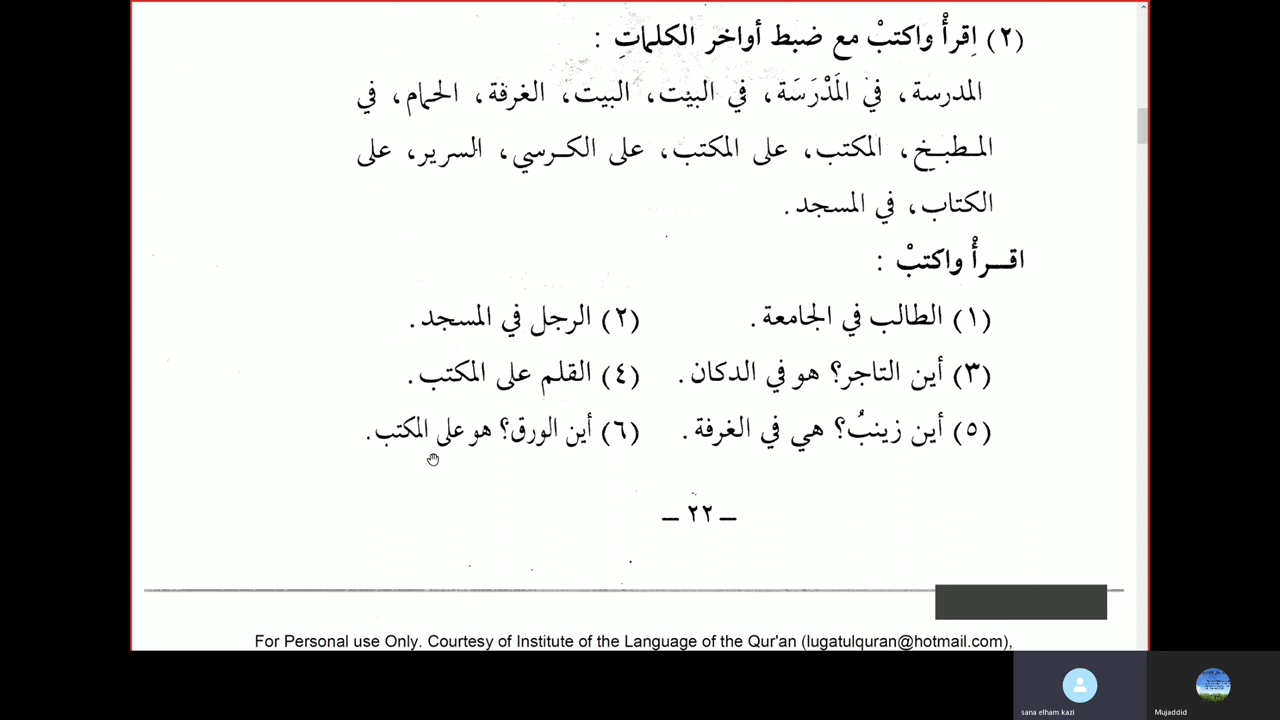 (٢) اِقرأْ واكتبْ مع ضبط أواخر الكلماتِ :
المدرسة، في المَدْرَسَة، في البيت، البيت، الغرفة، الحمام، في
المـطبـخِ، المكتب، على المكتب، على الكـرسي، السرير، على
الكتاب، في المسجد.
اقــرأْ واكتبْ :
(١) الطالب في الجامعة. (٢) الرجل في المسجد.
(٣) أين التاجر؟ هو في الدكان. (٤) القلم على المكتب.
(٥) أين زينبُ؟ هي في الغرفة. (٦) أين الورق؟ هو على المكتب.
– ٢٢ –
For Personal use Only. Courtesy of Institute of the Language of the Qur'an (lugatulquran@hotmail.com),
sana elham kazi
Mujaddid